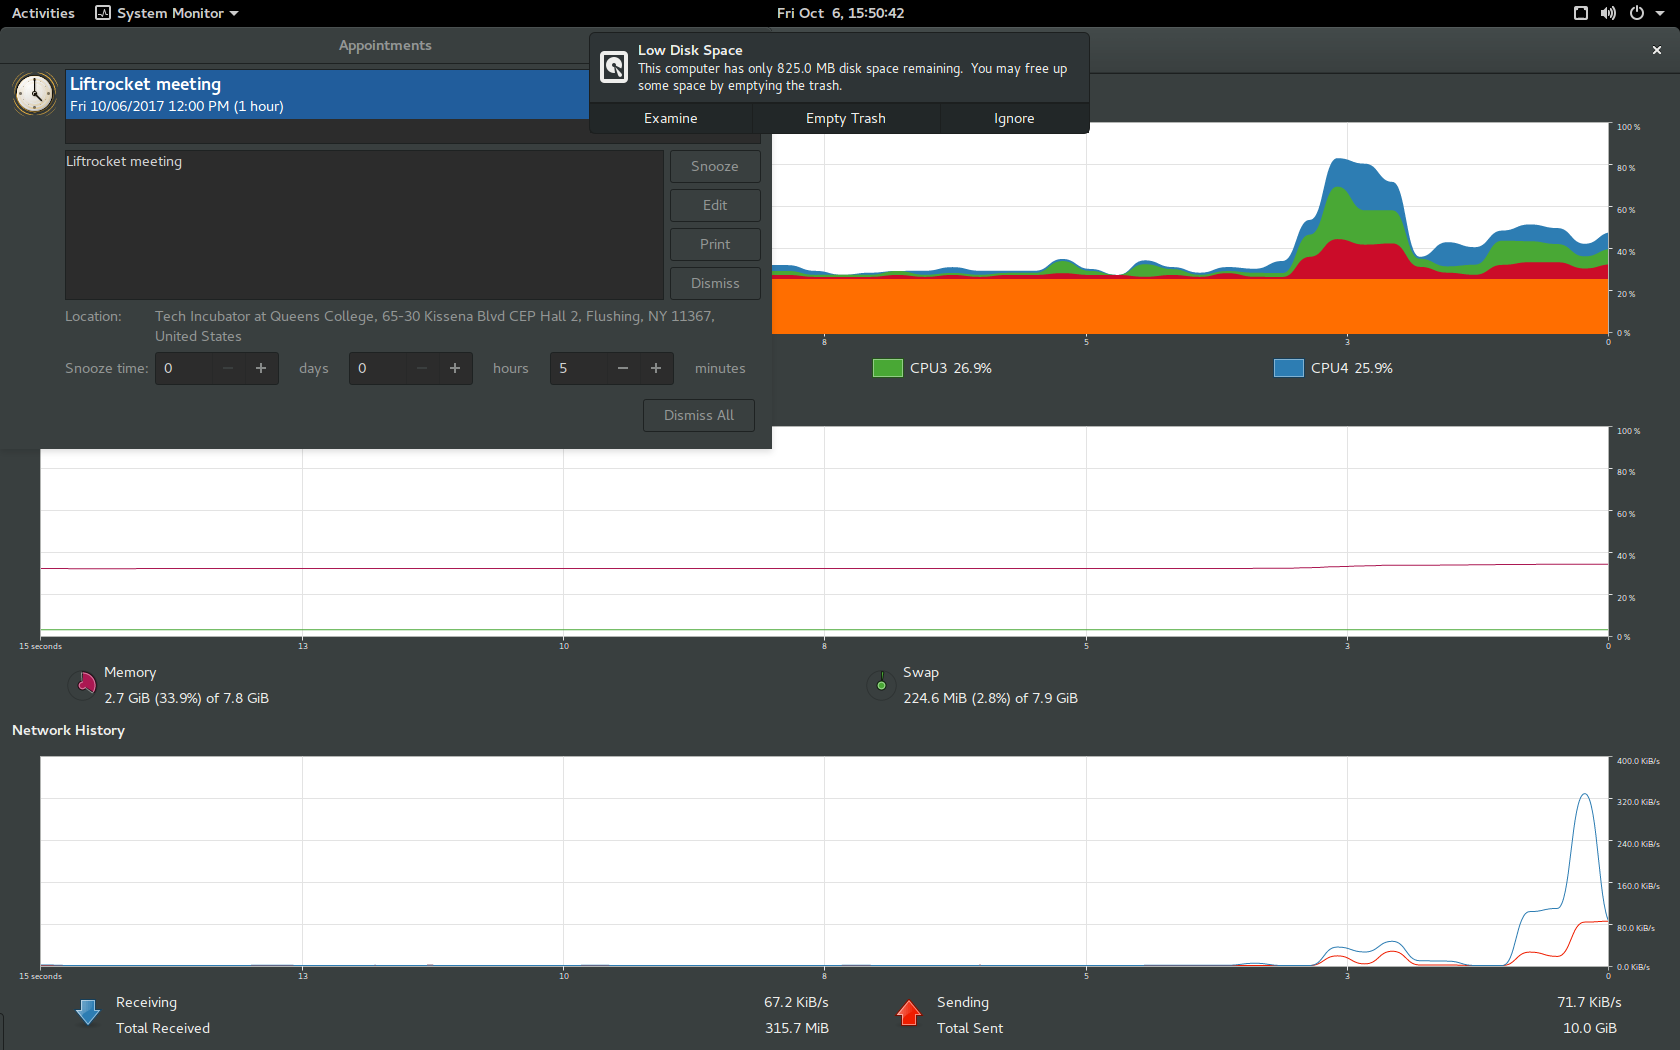 Activities
System Monitor
Fri Oct 6, 15:50:42
Appointments
Liftrocket meeting
Fri 10/06/2017 12:00 PM (1 hour)
Low Disk Space
This computer has only 825.0 MB disk space remaining. You may free up
some space by emptying the trash.
Examine
Empty Trash
Ignore
Liftrocket meeting
Snooze
Edit
Print
Dismiss
Location:
Tech Incubator at Queens College, 65-30 Kissena Blvd CEP Hall 2, Flushing, NY 11367,
United States
Snooze time:
0
days
0
hours
5
minutes
Dismiss All
100 %
80 %
60 %
40 %
20 %
0 %
8
5
3
0
CPU3 26.9%
CPU4 25.9%
100 %
80 %
60 %
40 %
20 %
0 %
15 seconds
13
10
8
5
3
0
Memory
2.7 GiB (33.9%) of 7.8 GiB
Swap
224.6 MiB (2.8%) of 7.9 GiB
Network History
400.0 KiB/s
320.0 KiB/s
240.0 KiB/s
160.0 KiB/s
80.0 KiB/s
0.0 KiB/s
15 seconds
13
10
8
5
3
0
Receiving
67.2 KiB/s
Total Received
315.7 MiB
Sending
71.7 KiB/s
Total Sent
10.0 GiB